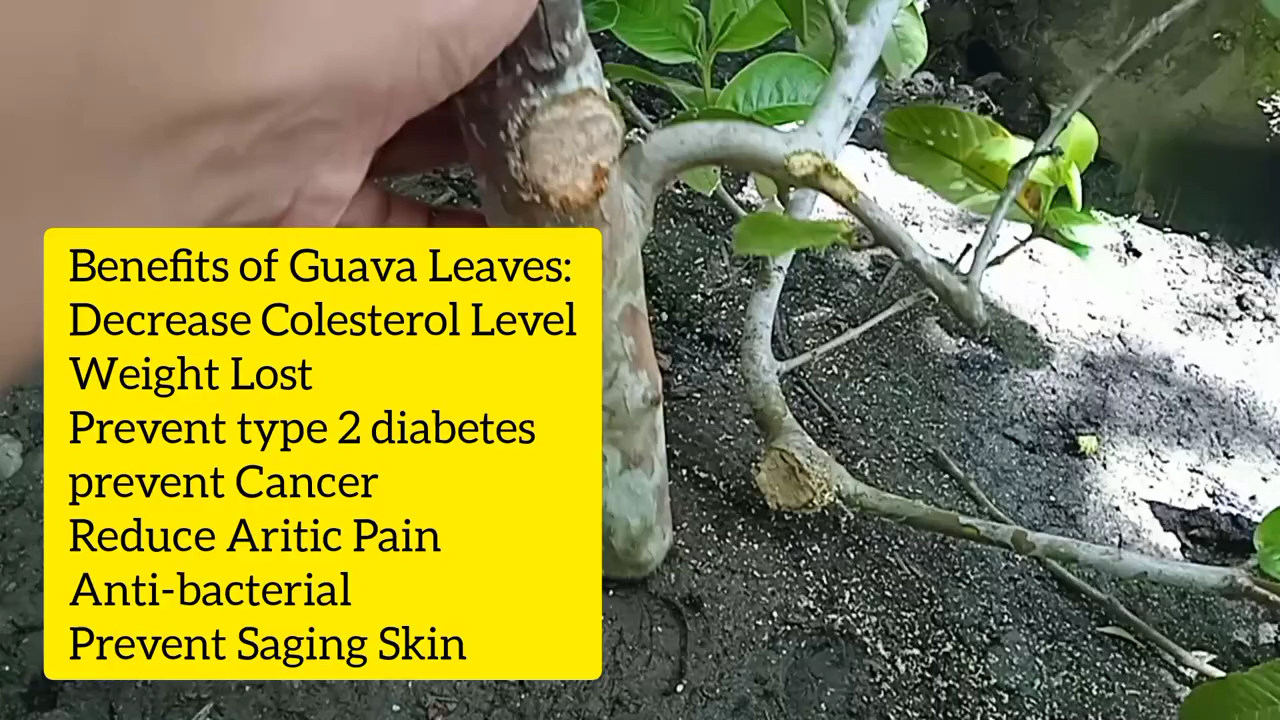 Benefits of Guava Leaves:
Decrease Colesterol Level
Weight Lost
Prevent type 2 diabetes
prevent Cancer
Reduce Aritic Pain
Anti-bacterial
Prevent Saging Skin